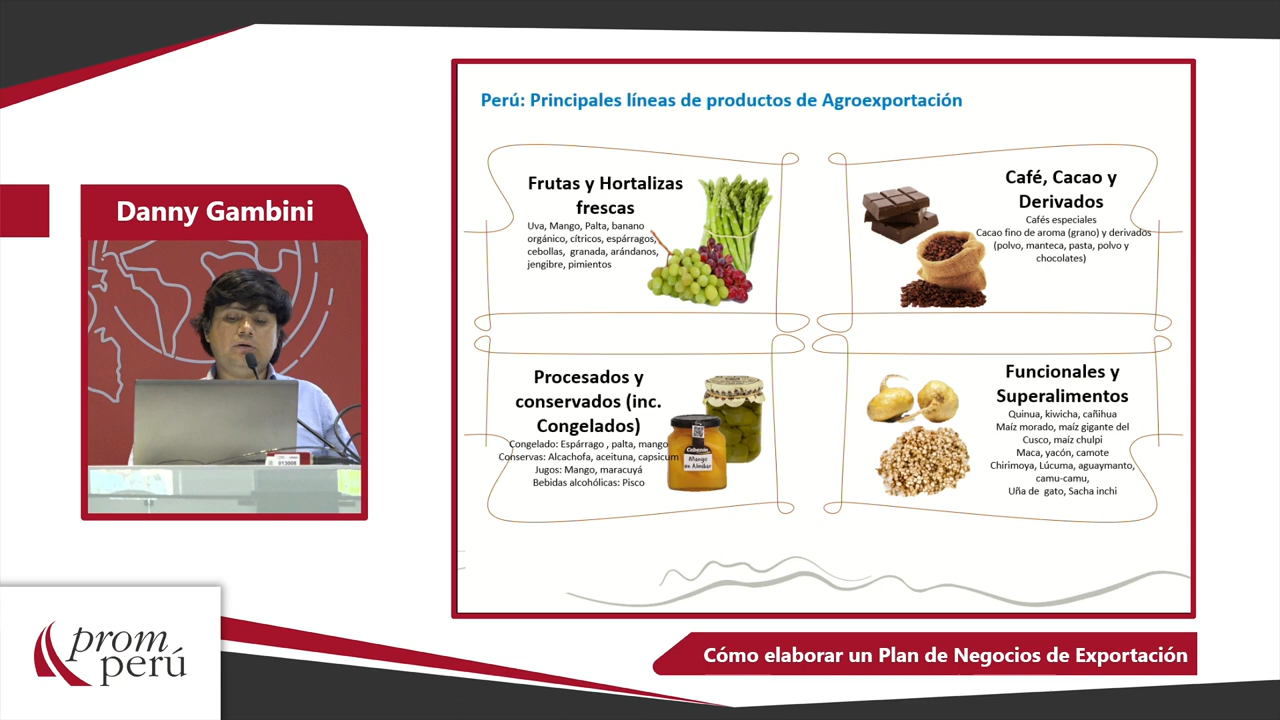 Danny Gambini
Perú: Principales líneas de productos de Agroexportación
Frutas y Hortalizas
frescas
Uva, Mango, Palta, banano
orgánico, cítricos, espárragos,
cebollas, granada, arándanos,
jengibre, pimientos
Café, Cacao y
Derivados
Cafés especiales
Cacao fino de aroma (grano) y derivados
(polvo, manteca, pasta, polvo y
chocolates)
Procesados y
conservados (inc.
Congelados)
Congelado: Espárrago , palta, mango
Conservas: Alcachofa, aceituna, capsicum
Jugos: Mango, maracuyá
Bebidas alcohólicas: Pisco
Mango
en Almíbar
Funcionales y
Superalimentos
Quinua, kiwicha, cañihua
Maíz morado, maíz gigante del
Cusco, maíz chulpi
Maca, yacón, camote
Chirimoya, Lúcuma, aguaymanto,
camu-camu,
Uña de gato, Sacha inchi
prom
perú
Cómo elaborar un Plan de Negocios de Exportación